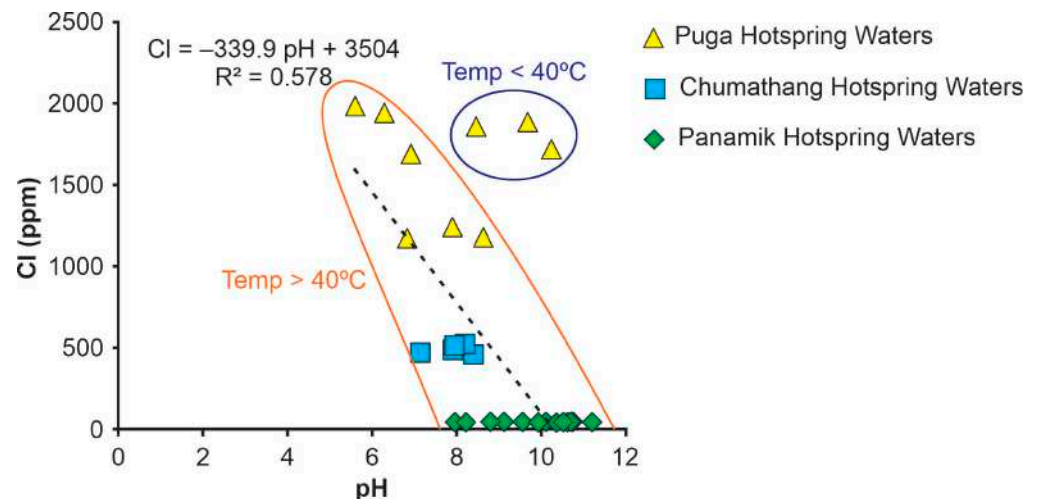 2500
Cl = –339.9 pH + 3504
R² = 0.578
Temp < 40ºC
2000
1500
1000
Temp > 40ºC
500
0
Cl (ppm)
0 2 4 6 8 10 12
pH
Puga Hotspring Waters
Chumathang Hotspring Waters
Panamik Hotspring Waters